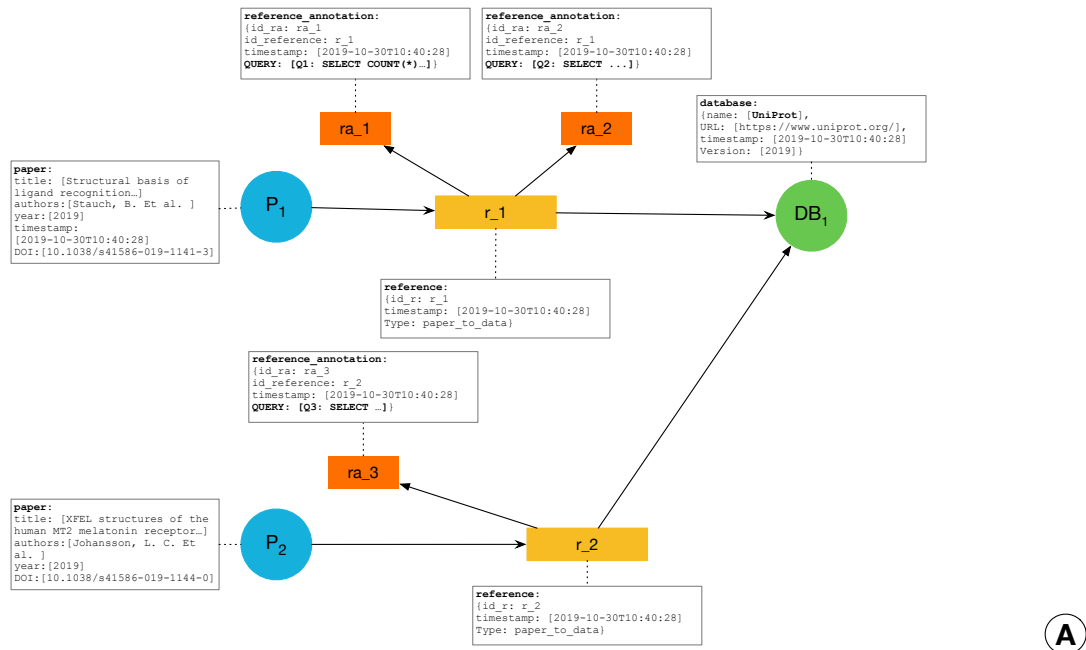 reference_annotation:
{id_ra: ra_1
id_reference: r_1
timestamp: [2019-10-30T10:40:28]
QUERY: [Q1: SELECT COUNT(*)…]}
reference_annotation:
{id_ra: ra_2
id_reference: r_1
timestamp: [2019-10-30T10:40:28]
QUERY: [Q2: SELECT ...]}
database:
{name: [UniProt],
URL: [https://www.uniprot.org/],
timestamp: [2019-10-30T10:40:28]
Version: [2019]}
ra_1
ra_2
paper:
title: [Structural basis of
ligand recognition…]
authors:[Stauch, B. Et al. ]
year:[2019]
timestamp:
[2019-10-30T10:40:28]
DOI:[10.1038/s41586-019-1141-3]
P1
r_1
DB1
reference:
{id_r: r_1
timestamp: [2019-10-30T10:40:28]
Type: paper_to_data}
reference_annotation:
{id_ra: ra_3
id_reference: r_2
timestamp: [2019-10-30T10:40:28]
QUERY: [Q3: SELECT …]}
ra_3
paper:
title: [XFEL structures of the
human MT2 melatonin receptor…]
authors:[Johansson, L. C. Et
al. ]
year:[2019]
DOI:[10.1038/s41586-019-1144-0]
P2
r_2
reference:
{id_r: r_2
timestamp: [2019-10-30T10:40:28]
Type: paper_to_data}
A